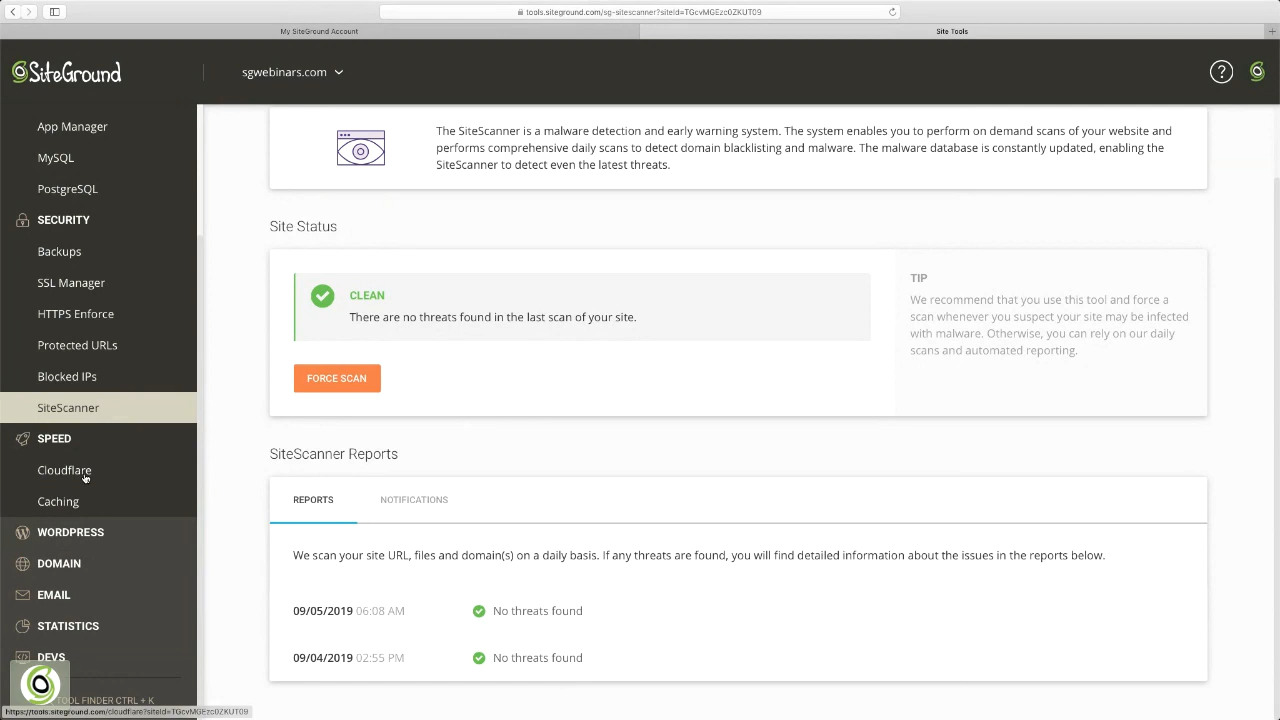 tools.siteground.com/sg-sitescanner?siteId=TGcvMGEzc0ZKUT09
My SiteGround Account
Site Tools
SiteGround
sgwebinars.com
App Manager
MySQL
PostgreSQL
SECURITY
Backups
SSL Manager
HTTPS Enforce
Protected URLs
Blocked IPs
SiteScanner
SPEED
Cloudflare
Caching
WORDPRESS
DOMAIN
EMAIL
STATISTICS
DEVS
TOOL FINDER CTRL + K
https://tools.siteground.com/cloudflare?siteId=TGcvMGEzc0ZKUT09
The SiteScanner is a malware detection and early warning system. The system enables you to perform on demand scans of your website and
performs comprehensive daily scans to detect domain blacklisting and malware. The malware database is constantly updated, enabling the
SiteScanner to detect even the latest threats.
Site Status
CLEAN
There are no threats found in the last scan of your site.
FORCE SCAN
TIP
We recommend that you use this tool and force a
scan whenever you suspect your site may be infected
with malware. Otherwise, you can rely on our daily
scans and automated reporting.
SiteScanner Reports
REPORTS
NOTIFICATIONS
We scan your site URL, files and domain(s) on a daily basis. If any threats are found, you will find detailed information about the issues in the reports below.
09/05/2019 06:08 AM
No threats found
09/04/2019 02:55 PM
No threats found